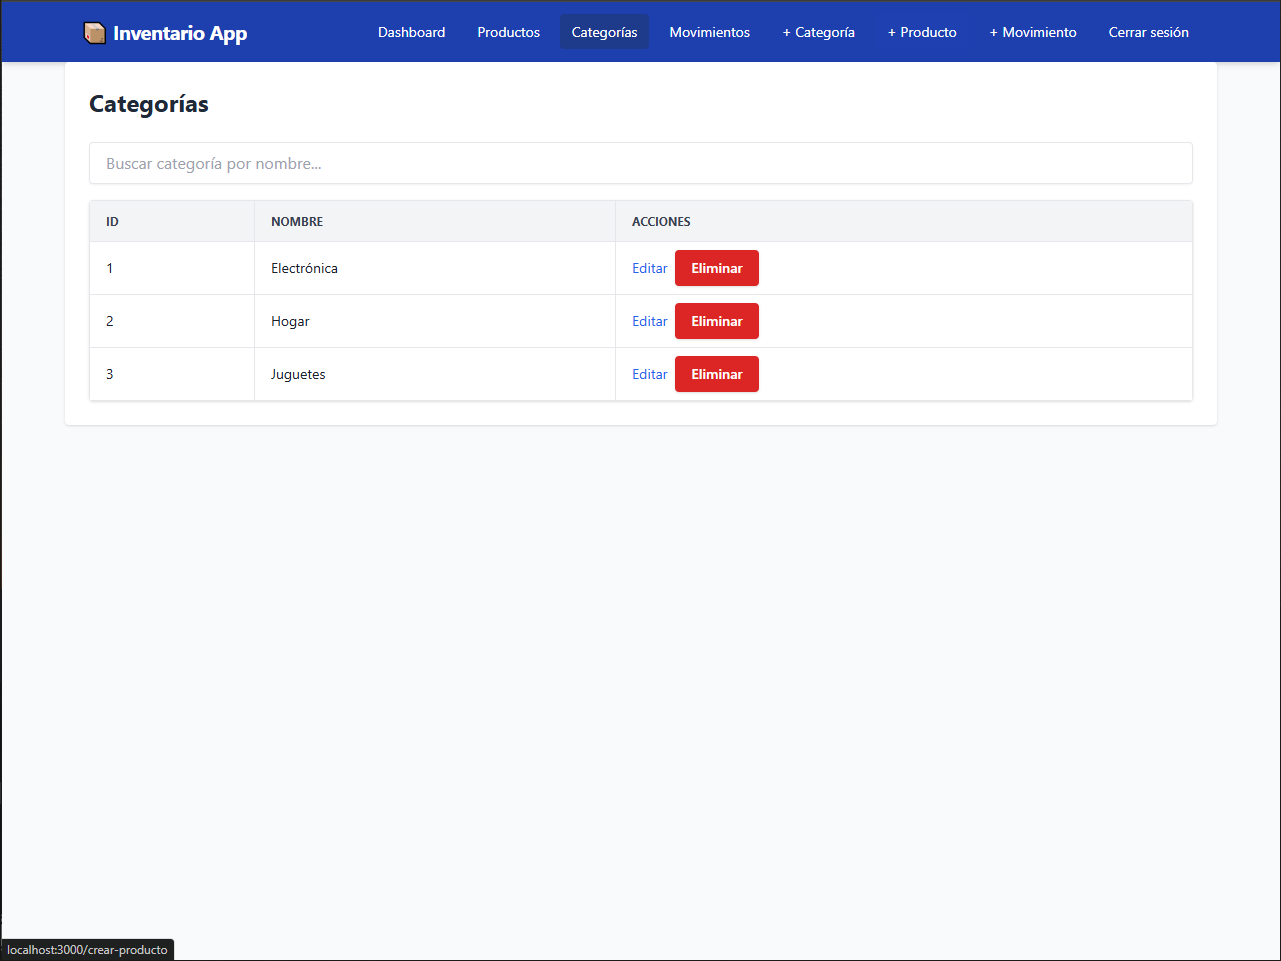 Inventario App
Dashboard Productos Categorías Movimientos + Categoría + Producto + Movimiento Cerrar sesión
Categorías
Buscar categoría por nombre...
ID NOMBRE ACCIONES
1 Electrónica Editar Eliminar
2 Hogar Editar Eliminar
3 Juguetes Editar Eliminar
localhost:3000/crear-producto